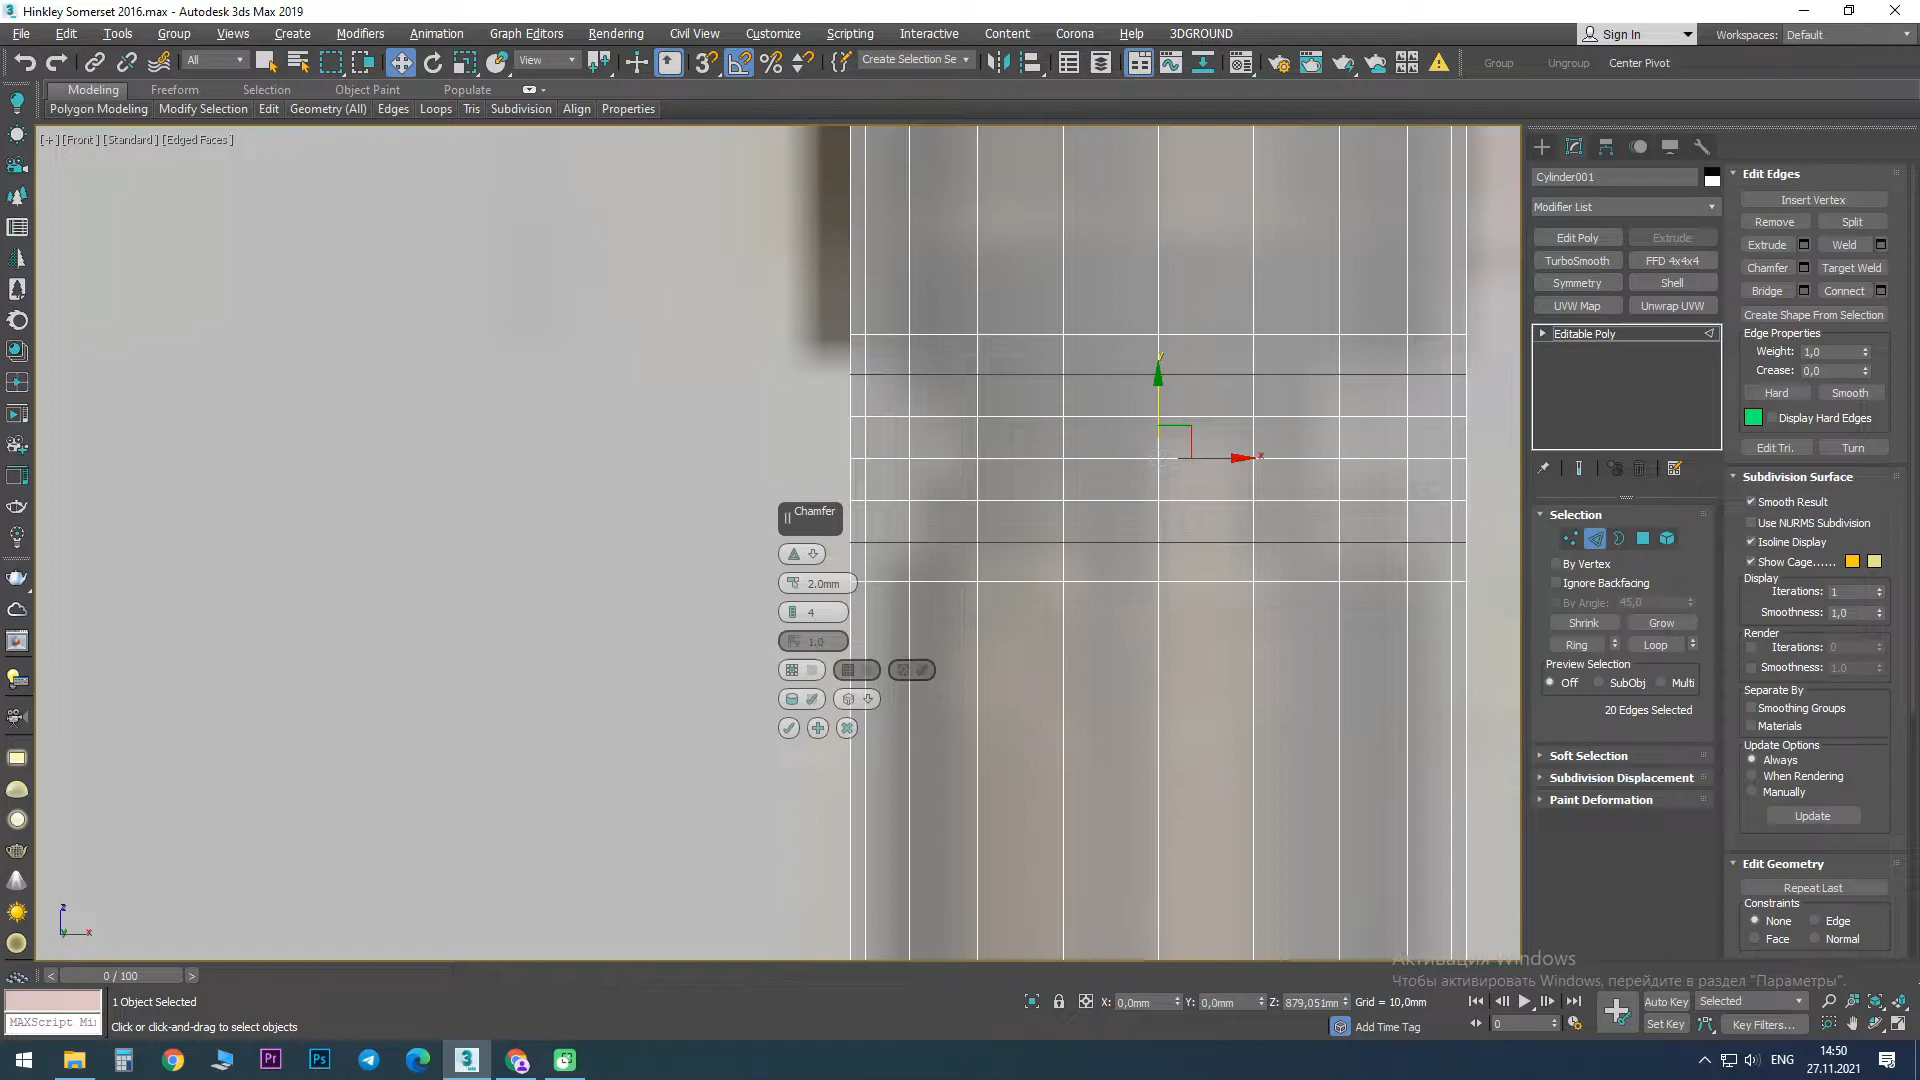 Hinkley Somerset 2016.max - Autodesk 3ds Max 2019
File Edit Tools Group Views Create Modifiers Animation Graph Editors Rendering Civil View Customize Scripting Interactive Content Corona Help 3DGROUND
Sign In
Workspaces: Default
All
View
Create Selection Se
Group Ungroup Center Pivot
Modeling Freeform Selection Object Paint Populate
Polygon Modeling Modify Selection Edit Geometry (All) Edges Loops Tris Subdivision Align Properties
[+] [Front] [Standard] [Edged Faces]
y
x
Chamfer
2.0mm
4
1.0
z
y
x
Cylinder001
Modifier List
Edit Poly Extrude
TurboSmooth FFD 4x4x4
Symmetry Shell
UVW Map Unwrap UVW
Editable Poly
Selection
By Vertex
Ignore Backfacing
By Angle: 45,0
Shrink Grow
Ring Loop
Preview Selection
Off SubObj Multi
20 Edges Selected
Soft Selection
Subdivision Displacement
Paint Deformation
Edit Edges
Insert Vertex
Remove Split
Extrude Weld
Chamfer Target Weld
Bridge Connect
Create Shape From Selection
Edge Properties
Weight: 1,0
Crease: 0,0
Hard Smooth
Display Hard Edges
Edit Tri. Turn
Subdivision Surface
Smooth Result
Use NURMS Subdivision
Isoline Display
Show Cage......
Display
Iterations: 1
Smoothness: 1,0
Render
Iterations: 0
Smoothness: 1,0
Separate By
Smoothing Groups
Materials
Update Options
Always
When Rendering
Manually
Update
Edit Geometry
Repeat Last
Constraints
None Edge
Face Normal
Активация Windows
Чтобы активировать Windows, перейдите в раздел "Параметры".
< 0 / 100 >
1 Object Selected
MAXScript Mi
Click or click-and-drag to select objects
X: 0,0mm Y: 0,0mm Z: 879,051mm Grid = 10,0mm
Add Time Tag
0
Auto Key Selected
Set Key Key Filters...
Pr
Ps
3
ENG
14:50
27.11.2021